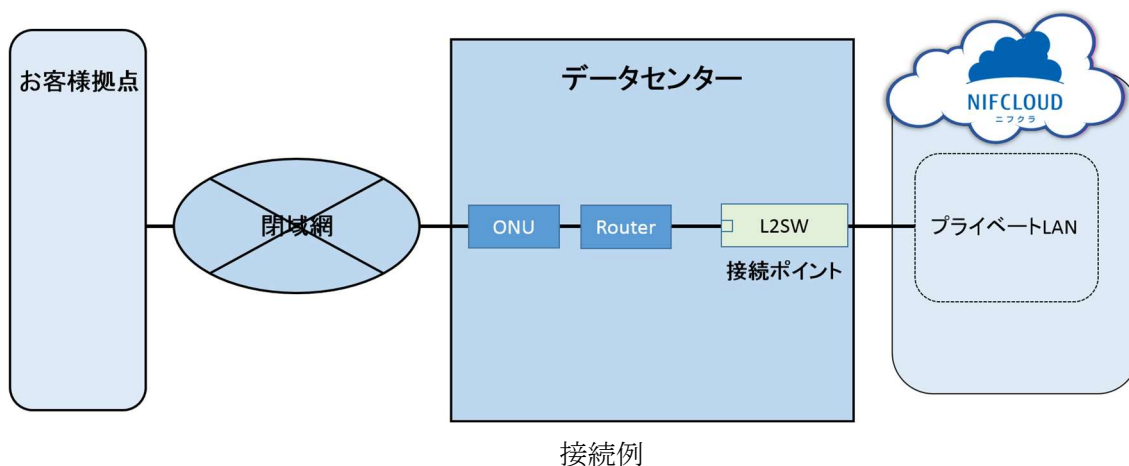 お客様拠点
閉域網
データセンター
ONU
Router
L2SW
接続ポイント
NIFCLOUD
ニフクラ
プライベートLAN
接続例